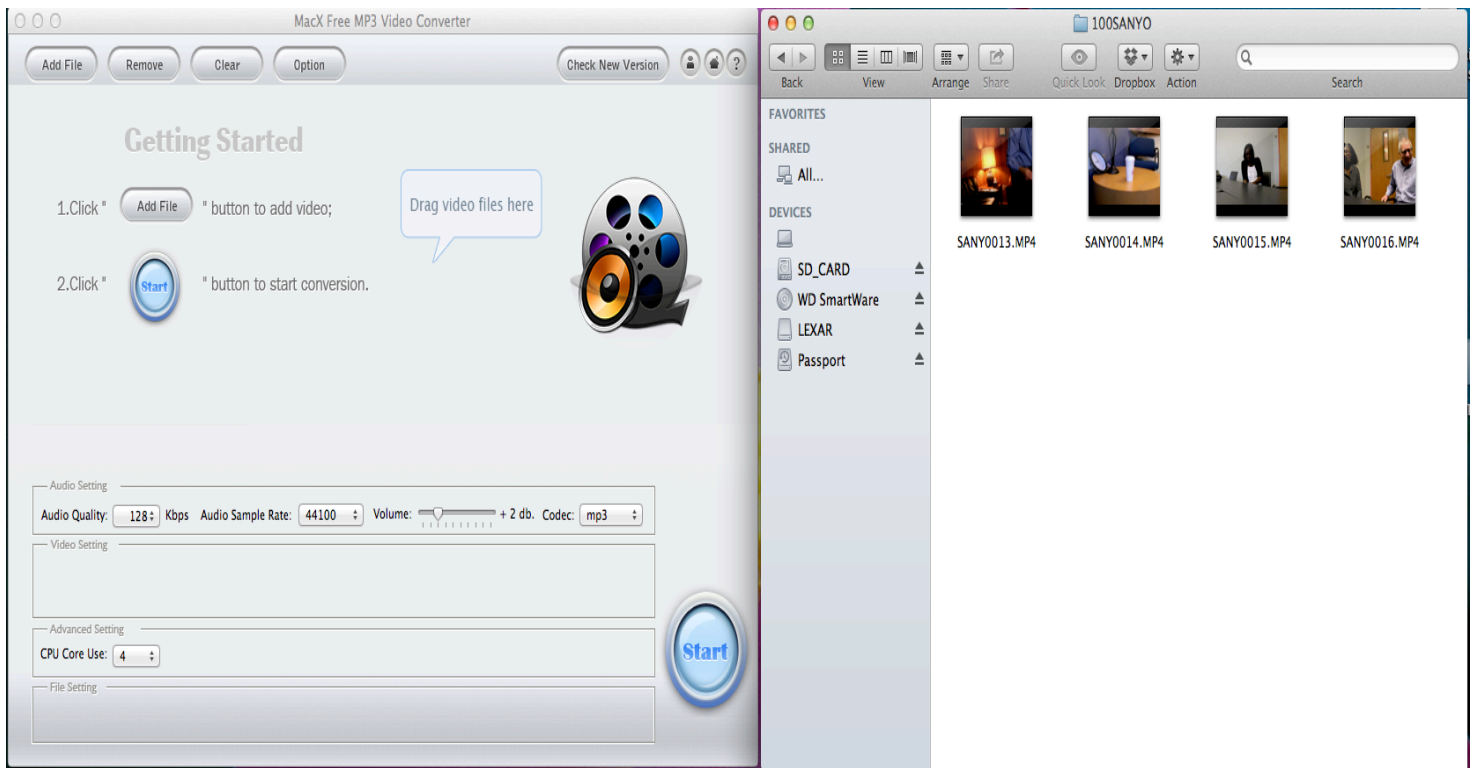 MacX Free MP3 Video Converter
Add File Remove Clear Option Check New Version ?
Getting Started
1.Click " Add File " button to add video;
Drag video files here
2.Click " Start " button to start conversion.
Audio Setting
Audio Quality: 128 Kbps Audio Sample Rate: 44100 Volume: + 2 db. Codec: mp3
Video Setting
Advanced Setting
CPU Core Use: 4
Start
File Setting
100SANYO
Back View Arrange Share Quick Look Dropbox Action Search
FAVORITES
SHARED
All...
DEVICES
SD_CARD
WD SmartWare
LEXAR
Passport
SANY0013.MP4 SANY0014.MP4 SANY0015.MP4 SANY0016.MP4